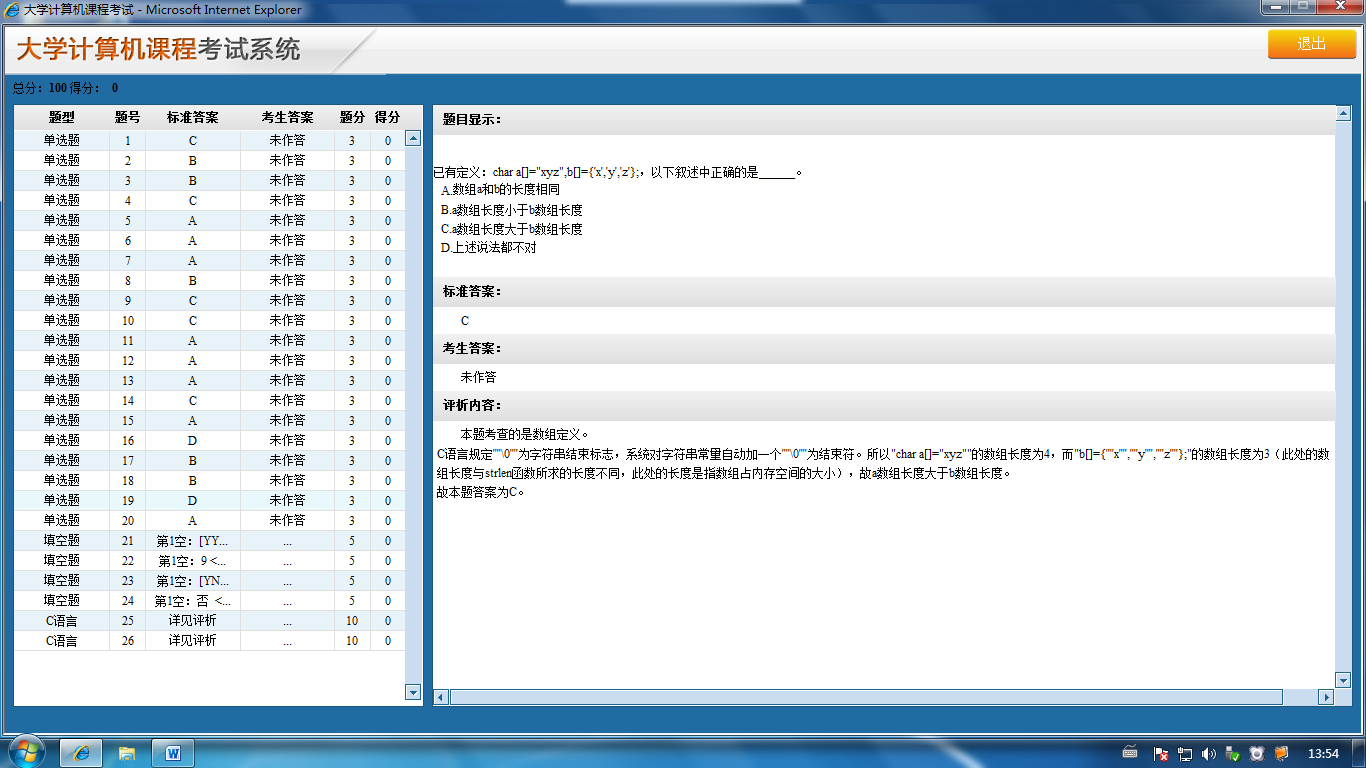 大学计算机课程考试 - Microsoft Internet Explorer
大学计算机课程考试系统
退出
总分：100 得分： 0
题型 题号 标准答案 考生答案 题分 得分
单选题 1 C 未作答 3 0
单选题 2 B 未作答 3 0
单选题 3 B 未作答 3 0
单选题 4 C 未作答 3 0
单选题 5 A 未作答 3 0
单选题 6 A 未作答 3 0
单选题 7 A 未作答 3 0
单选题 8 B 未作答 3 0
单选题 9 C 未作答 3 0
单选题 10 C 未作答 3 0
单选题 11 A 未作答 3 0
单选题 12 A 未作答 3 0
单选题 13 A 未作答 3 0
单选题 14 C 未作答 3 0
单选题 15 A 未作答 3 0
单选题 16 D 未作答 3 0
单选题 17 B 未作答 3 0
单选题 18 B 未作答 3 0
单选题 19 D 未作答 3 0
单选题 20 A 未作答 3 0
填空题 21 第1空：[YY... ... 5 0
填空题 22 第1空：9 <... ... 5 0
填空题 23 第1空：[YN... ... 5 0
填空题 24 第1空：否 <... ... 5 0
C语言 25 详见评析 ... 10 0
C语言 26 详见评析 ... 10 0
题目显示：
已有定义：char a[]="xyz",b[]={'x','y','z'};，以下叙述中正确的是______。
A.数组a和b的长度相同
B.a数组长度小于b数组长度
C.a数组长度大于b数组长度
D.上述说法都不对
标准答案：
C
考生答案：
未作答
评析内容：
本题考查的是数组定义。
C语言规定""\0""为字符串结束标志，系统对字符串常量自动加一个""\0""为结束符。所以"char a[]="xyz""的数组长度为4，而"b[]={""x"",""y"",""z""};"的数组长度为3（此处的数
组长度与strlen函数所求的长度不同，此处的长度是指数组占内存空间的大小），故a数组长度大于b数组长度。
故本题答案为C。
13:54